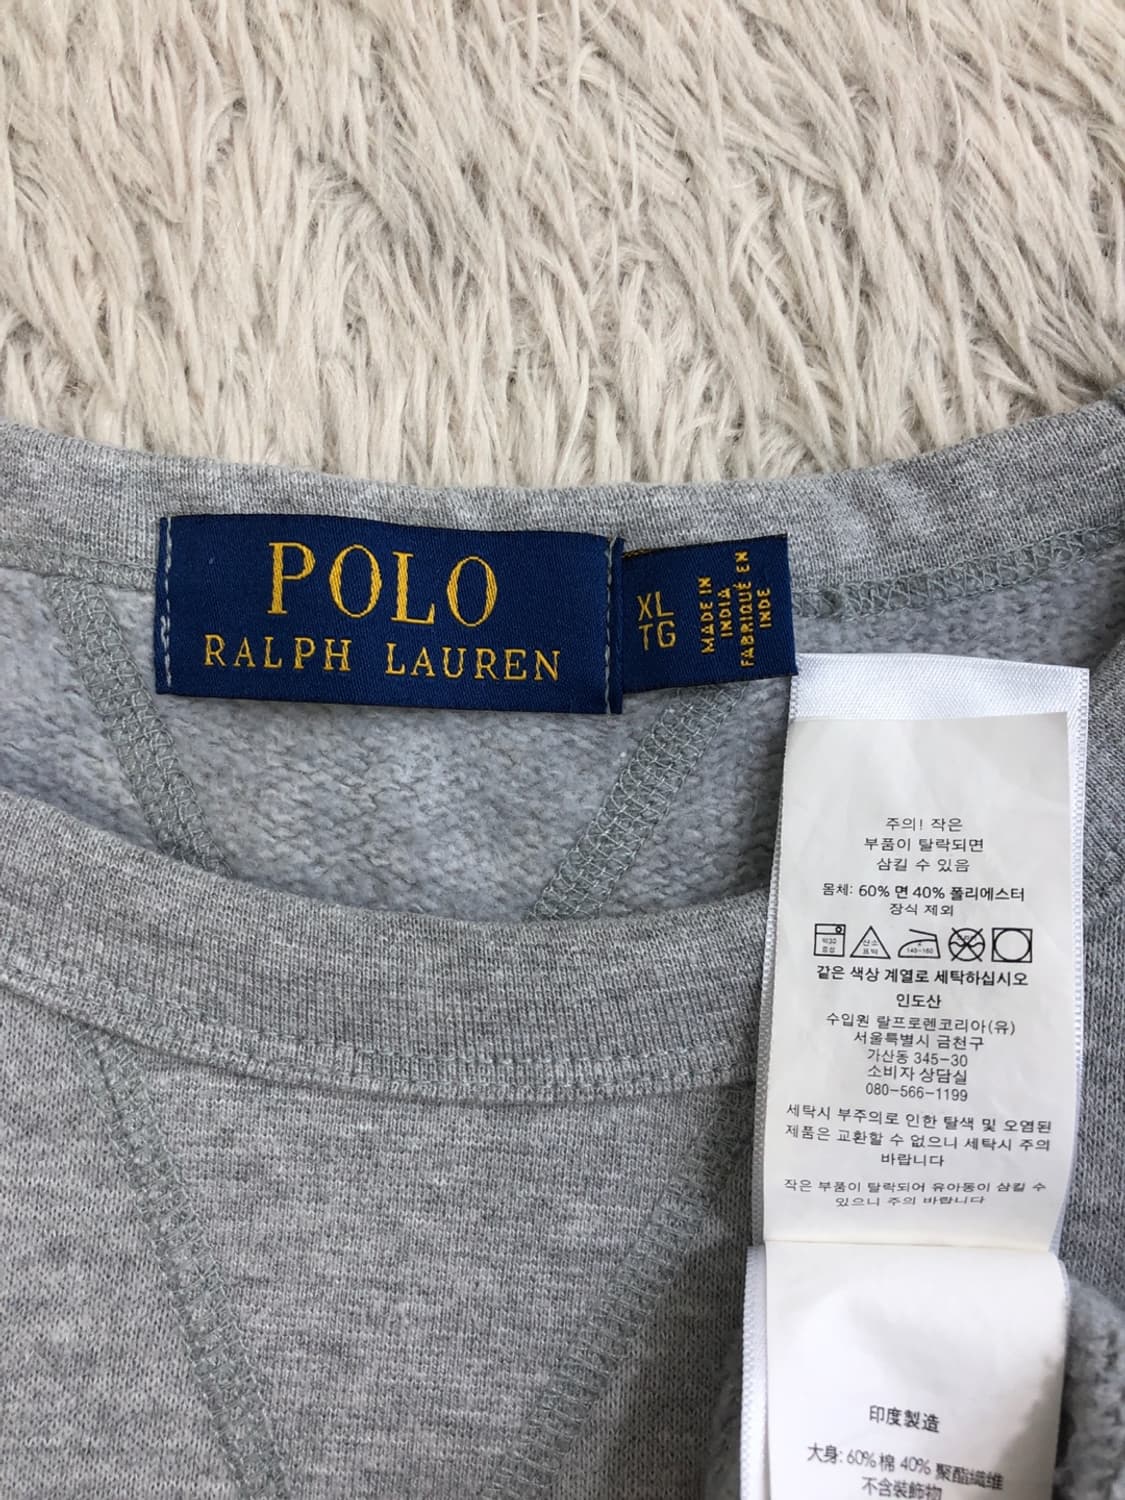 POLO
RALPH LAUREN
XL
TG
MADE IN
INDIA
FABRIQUÉ EN
INDE
주의! 작은
부품이 탈락되면
삼킬 수 있음
몸체: 60% 면 40% 폴리에스터
장식 제외
같은 색상 계열로 세탁하십시오
인도산
수입원 랄프로렌코리아(유)
서울특별시 금천구
가산동 345-30
소비자 상담실
080-566-1199
세탁시 부주의로 인한 탈색 및 오염된
제품은 교환할 수 없으니 세탁시 주의
바랍니다
작은 부품이 탈락되어 유아동이 삼킬 수
있으니 주의 바랍니다
印度製造
大身: 60% 棉 40% 聚酯纖維
不含裝飾物